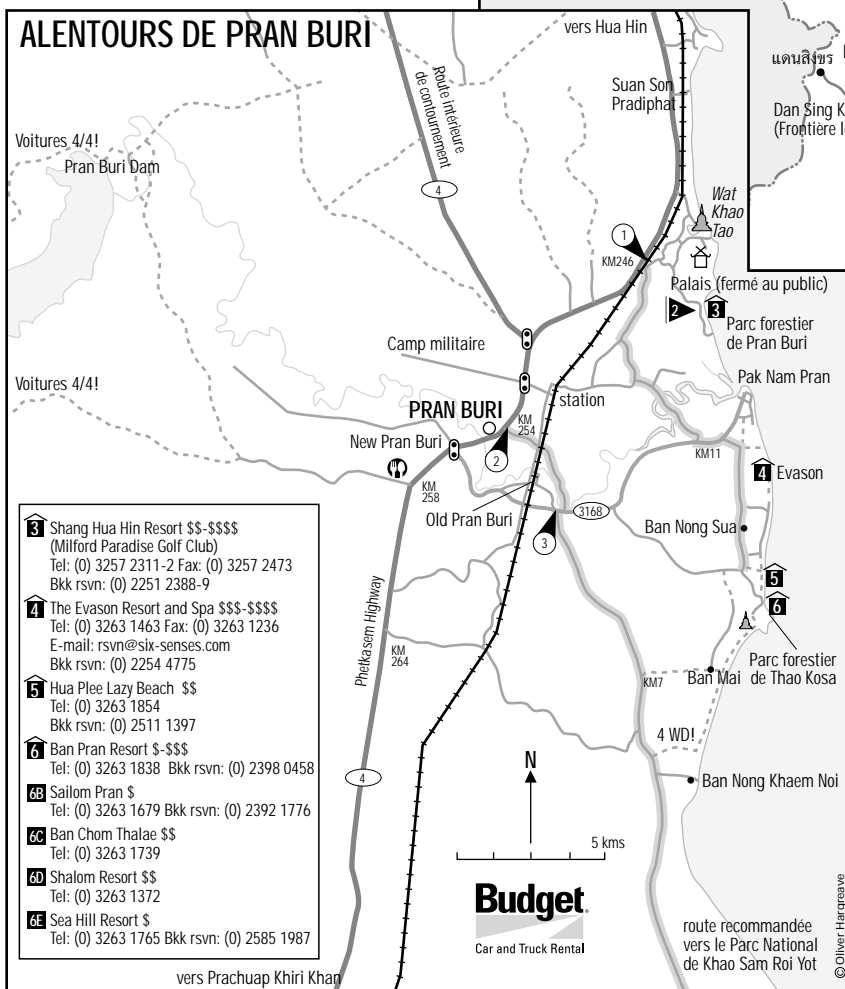 ALENTOURS DE PRAN BURI
vers Hua Hin
แดนสิงขร
Dan Sing K
(Frontière l
Route intérieure
de contournement
Suan Son
Pradiphat
Voitures 4/4!
Pran Buri Dam
4
Wat
Khao
Tao
1
KM246
Palais (fermé au public)
2
3
Parc forestier
de Pran Buri
Camp militaire
Pak Nam Pran
Voitures 4/4!
station
PRAN BURI
KM
254
New Pran Buri
2
KM11
4 Evason
KM
258
Old Pran Buri
3168
3
Ban Nong Sua
5
6
Phetkasem Highway
KM
264
Parc forestier
de Thao Kosa
KM7
Ban Mai
4 WD!
4
Ban Nong Khaem Noi
3 Shang Hua Hin Resort $$-$$$$
(Milford Paradise Golf Club)
Tel: (0) 3257 2311-2 Fax: (0) 3257 2473
Bkk rsvn: (0) 2251 2388-9
4 The Evason Resort and Spa $$$-$$$$
Tel: (0) 3263 1463 Fax: (0) 3263 1236
E-mail: rsvn@six-senses.com
Bkk rsvn: (0) 2254 4775
5 Hua Plee Lazy Beach $$
Tel: (0) 3263 1854
Bkk rsvn: (0) 2511 1397
6 Ban Pran Resort $-$$$
Tel: (0) 3263 1838 Bkk rsvn: (0) 2398 0458
6B Sailom Pran $
Tel: (0) 3263 1679 Bkk rsvn: (0) 2392 1776
6C Ban Chom Thalae $$
Tel: (0) 3263 1739
6D Shalom Resort $$
Tel: (0) 3263 1372
6E Sea Hill Resort $
Tel: (0) 3263 1765 Bkk rsvn: (0) 2585 1987
N
5 kms
Budget.
Car and Truck Rental
route recommandée
vers le Parc National
de Khao Sam Roi Yot
vers Prachuap Khiri Khan
©Oliver Hargreave